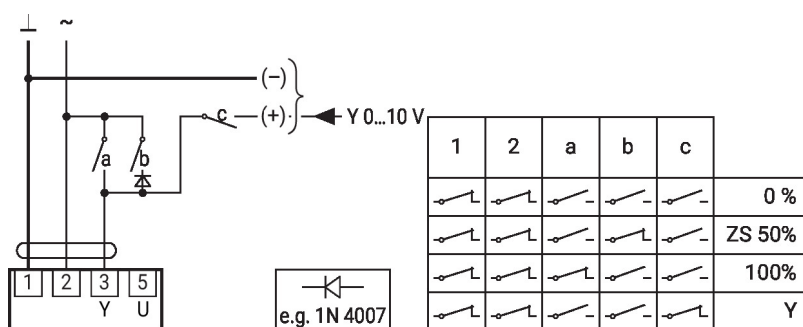 ⊥ ~
(–)
c (+) Y 0...10 V
a b
1 2 3 5
Y U
e.g. 1N 4007
1 2 a b c
0 %
ZS 50%
100%
Y